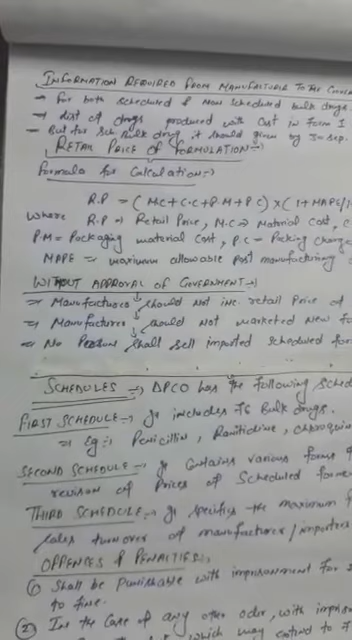 INFORMATION REQUIRED FROM MANUFACTURER TO THE GOVER
→ For both scheduled & Non scheduled bulk drugs.
→ List of drugs produced with Cost in Form I
→ But for Sch. Bulk drug, it should given by 30 sep.
RETAIL PRICE OF FORMULATION:→
Formula for Calculation:→
R.P = (MC+C.C+P.M+P.C) × (1+MAPE/1
where R.P ⇒ Retail Price, M.C ⇒ Material Cost, C
P.M = Packaging material Cost, P.C = Packing charge
MAPE = maximum allowable post manufacturing
WITHOUT APPROVAL OF GOVERNMENT→
⇒ Manufacturer should not inc. retail price of
⇒ Manufacturer should Not marketed New fo
⇒ No Person shall sell imported scheduled for
SCHEDULES → DPCO has the following sched
FIRST SCHEDULE → It includes 76 Bulk drugs.
⇒ Eg:→ Penicillin, Ranitidine, chloroquin
SECOND SCHEDULE → It Contains various forms
revision of Prices of Scheduled form
THIRD SCHEDULE → It specifies the maximum
Sales turnover of manufacturer/importers
OFFENCES & PENALTIES
① Shall be punishable with imprisonment for
to fine.
② In the Case of any other odr, with impris
which may extend to